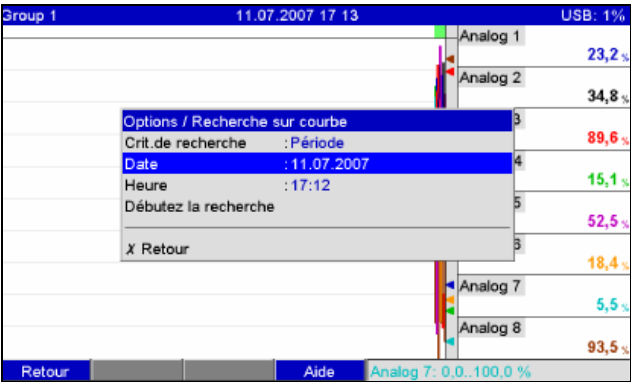 Group 1 11.07.2007 17 13 USB: 1%
Analog 1
23,2 %
Analog 2
34,8 %
3
89,6 %
4
15,1 %
5
52,5 %
6
18,4 %
Analog 7
5,5 %
Analog 8
93,5 %
Options / Recherche sur courbe
Crit.de recherche :Période
Date :11.07.2007
Heure :17:12
Débutez la recherche
X Retour
Retour Aide Analog 7: 0,0..100,0 %